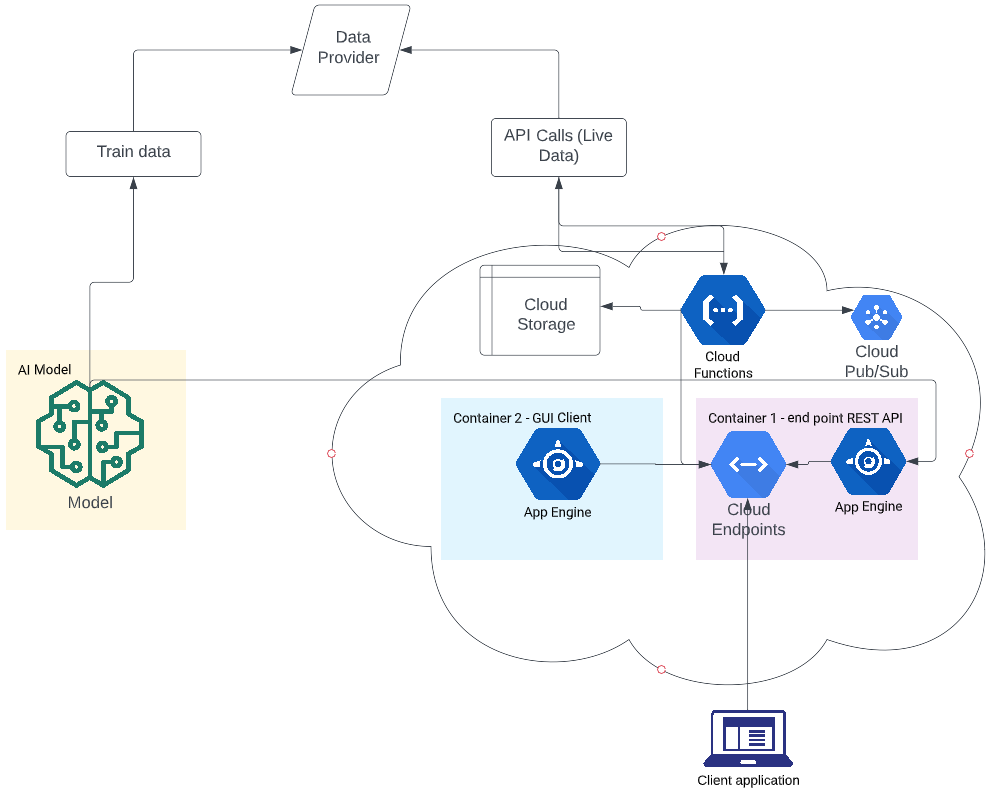 Data
Provider
Train data
API Calls (Live
Data)
Cloud
Storage
Cloud
Functions
Cloud
Pub/Sub
AI Model
Model
Container 2 - GUI Client
App Engine
Container 1 - end point REST API
Cloud
Endpoints
App Engine
Client application